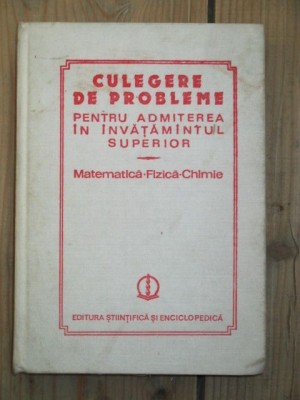 CULEGERE
DE PROBLEME
PENTRU ADMITEREA
ÎN ÎNVĂŢĂMÎNTUL
SUPERIOR
Matematică·Fizică·Chimie
EDITURA ŞTIINŢIFICĂ ŞI ENCICLOPEDICĂ